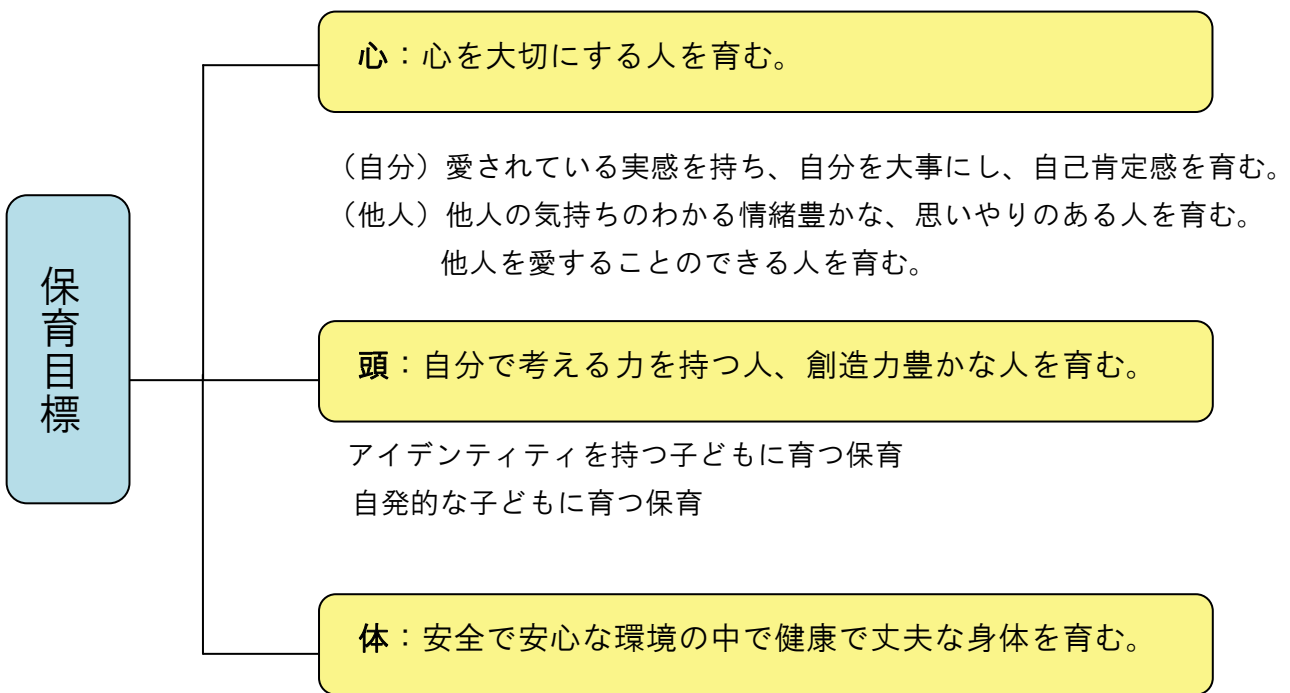 保育目標
心：心を大切にする人を育む。
（自分）愛されている実感を持ち、自分を大事にし、自己肯定感を育む。
（他人）他人の気持ちのわかる情緒豊かな、思いやりのある人を育む。
他人を愛することのできる人を育む。
頭：自分で考える力を持つ人、創造力豊かな人を育む。
アイデンティティを持つ子どもに育つ保育
自発的な子どもに育つ保育
体：安全で安心な環境の中で健康で丈夫な身体を育む。